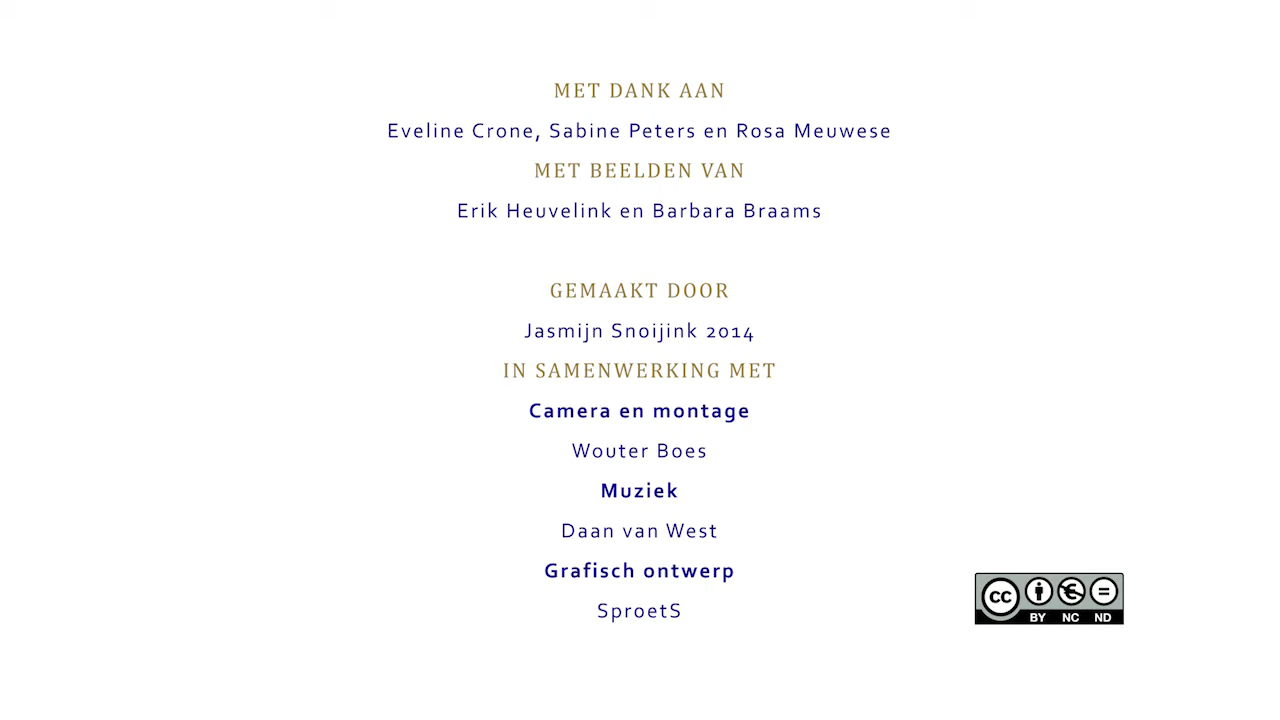 MET DANK AAN
Eveline Crone, Sabine Peters en Rosa Meuwese
MET BEELDEN VAN
Erik Heuvelink en Barbara Braams
GEMAAKT DOOR
Jasmijn Snoijink 2014
IN SAMENWERKING MET
Camera en montage
Wouter Boes
Muziek
Daan van West
Grafisch ontwerp
SproetS
cc
BY NC ND